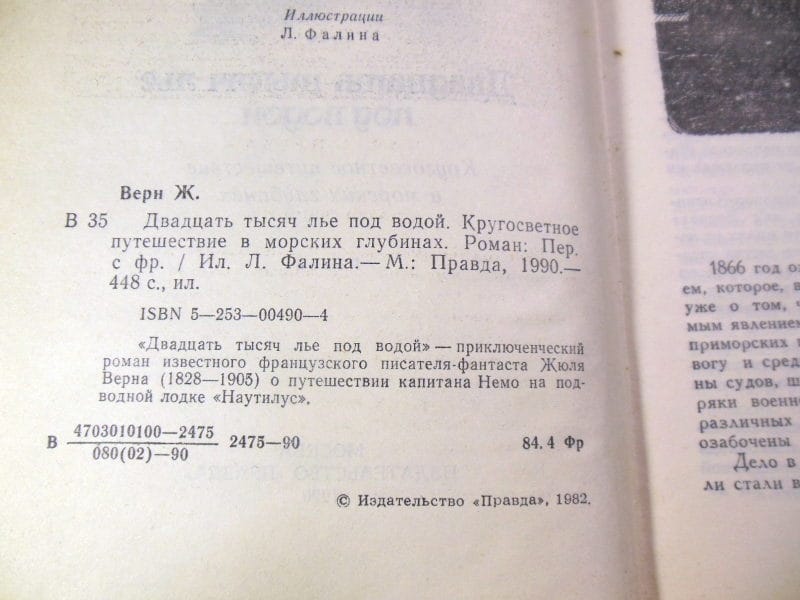 Иллюстрации
Л. Фалина
Верн Ж.
В 35 Двадцать тысяч лье под водой. Кругосветное
путешествие в морских глубинах. Роман: Пер.
с фр. / Ил. Л. Фалина.— М.: Правда, 1990.—
448 с., ил.
ISBN 5—253—00490—4
«Двадцать тысяч лье под водой» — приключенческий
роман известного французского писателя-фантаста Жюля
Верна (1828—1905) о путешествии капитана Немо на под-
водной лодке «Наутилус».
В 4703010100—2475 2475—90 84.4 Фр
080(02)—90
© Издательство «Правда», 1982.
1866 год оз
ем, которое, в
уже о том, ч
мым явлением
приморских
вогу и сред
ны судов, ш
ряки военн
различных
озабочены
Дело в
ли стали в